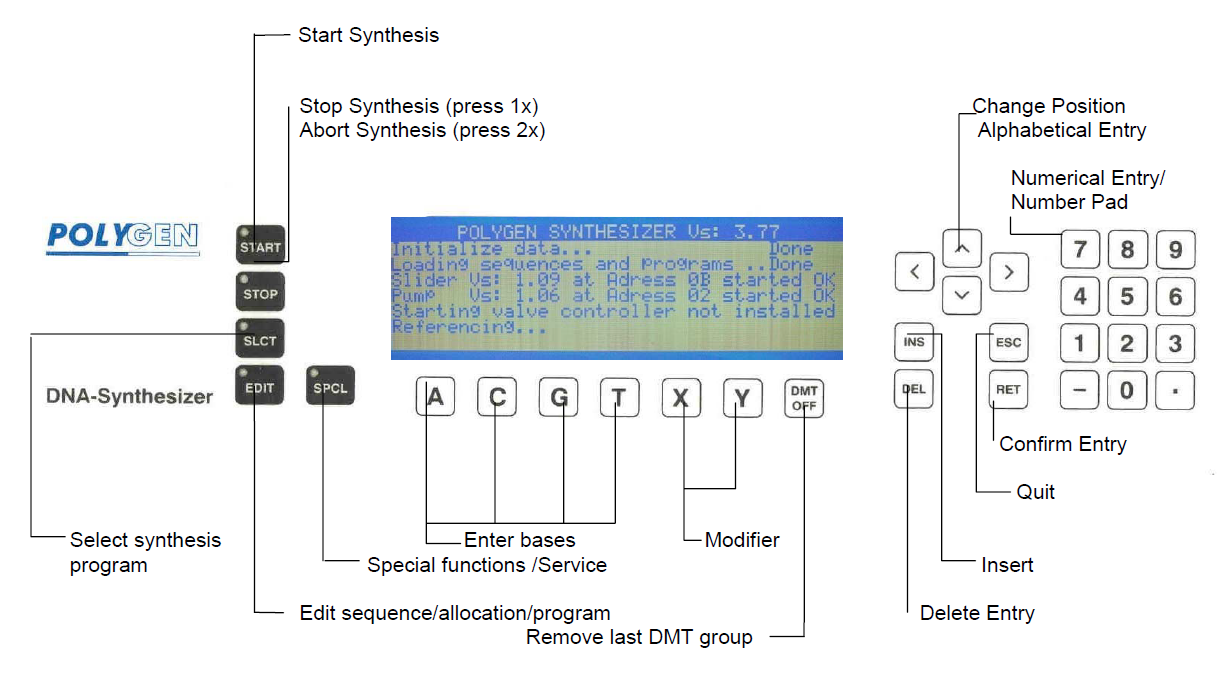 Start Synthesis
Stop Synthesis (press 1x)
Abort Synthesis (press 2x)
Change Position
Alphabetical Entry
Numerical Entry/
Number Pad
POLYGEN
START
STOP
SLCT
EDIT
SPCL
DNA-Synthesizer
POLYGEN SYNTHESIZER Vs: 3.77
Initialize data... Done
Loading sequences and programs ..Done
Slider Vs: 1.09 at Adress 0B started OK
Pump Vs: 1.06 at Adress 02 started OK
Starting valve controller not installed
Referencing...
A C G T X Y DMT OFF
< ^ > v
INS ESC
DEL RET
7 8 9
4 5 6
1 2 3
- 0 .
Confirm Entry
Quit
Select synthesis
program
Enter bases
Modifier
Special functions /Service
Insert
Edit sequence/allocation/program
Delete Entry
Remove last DMT group